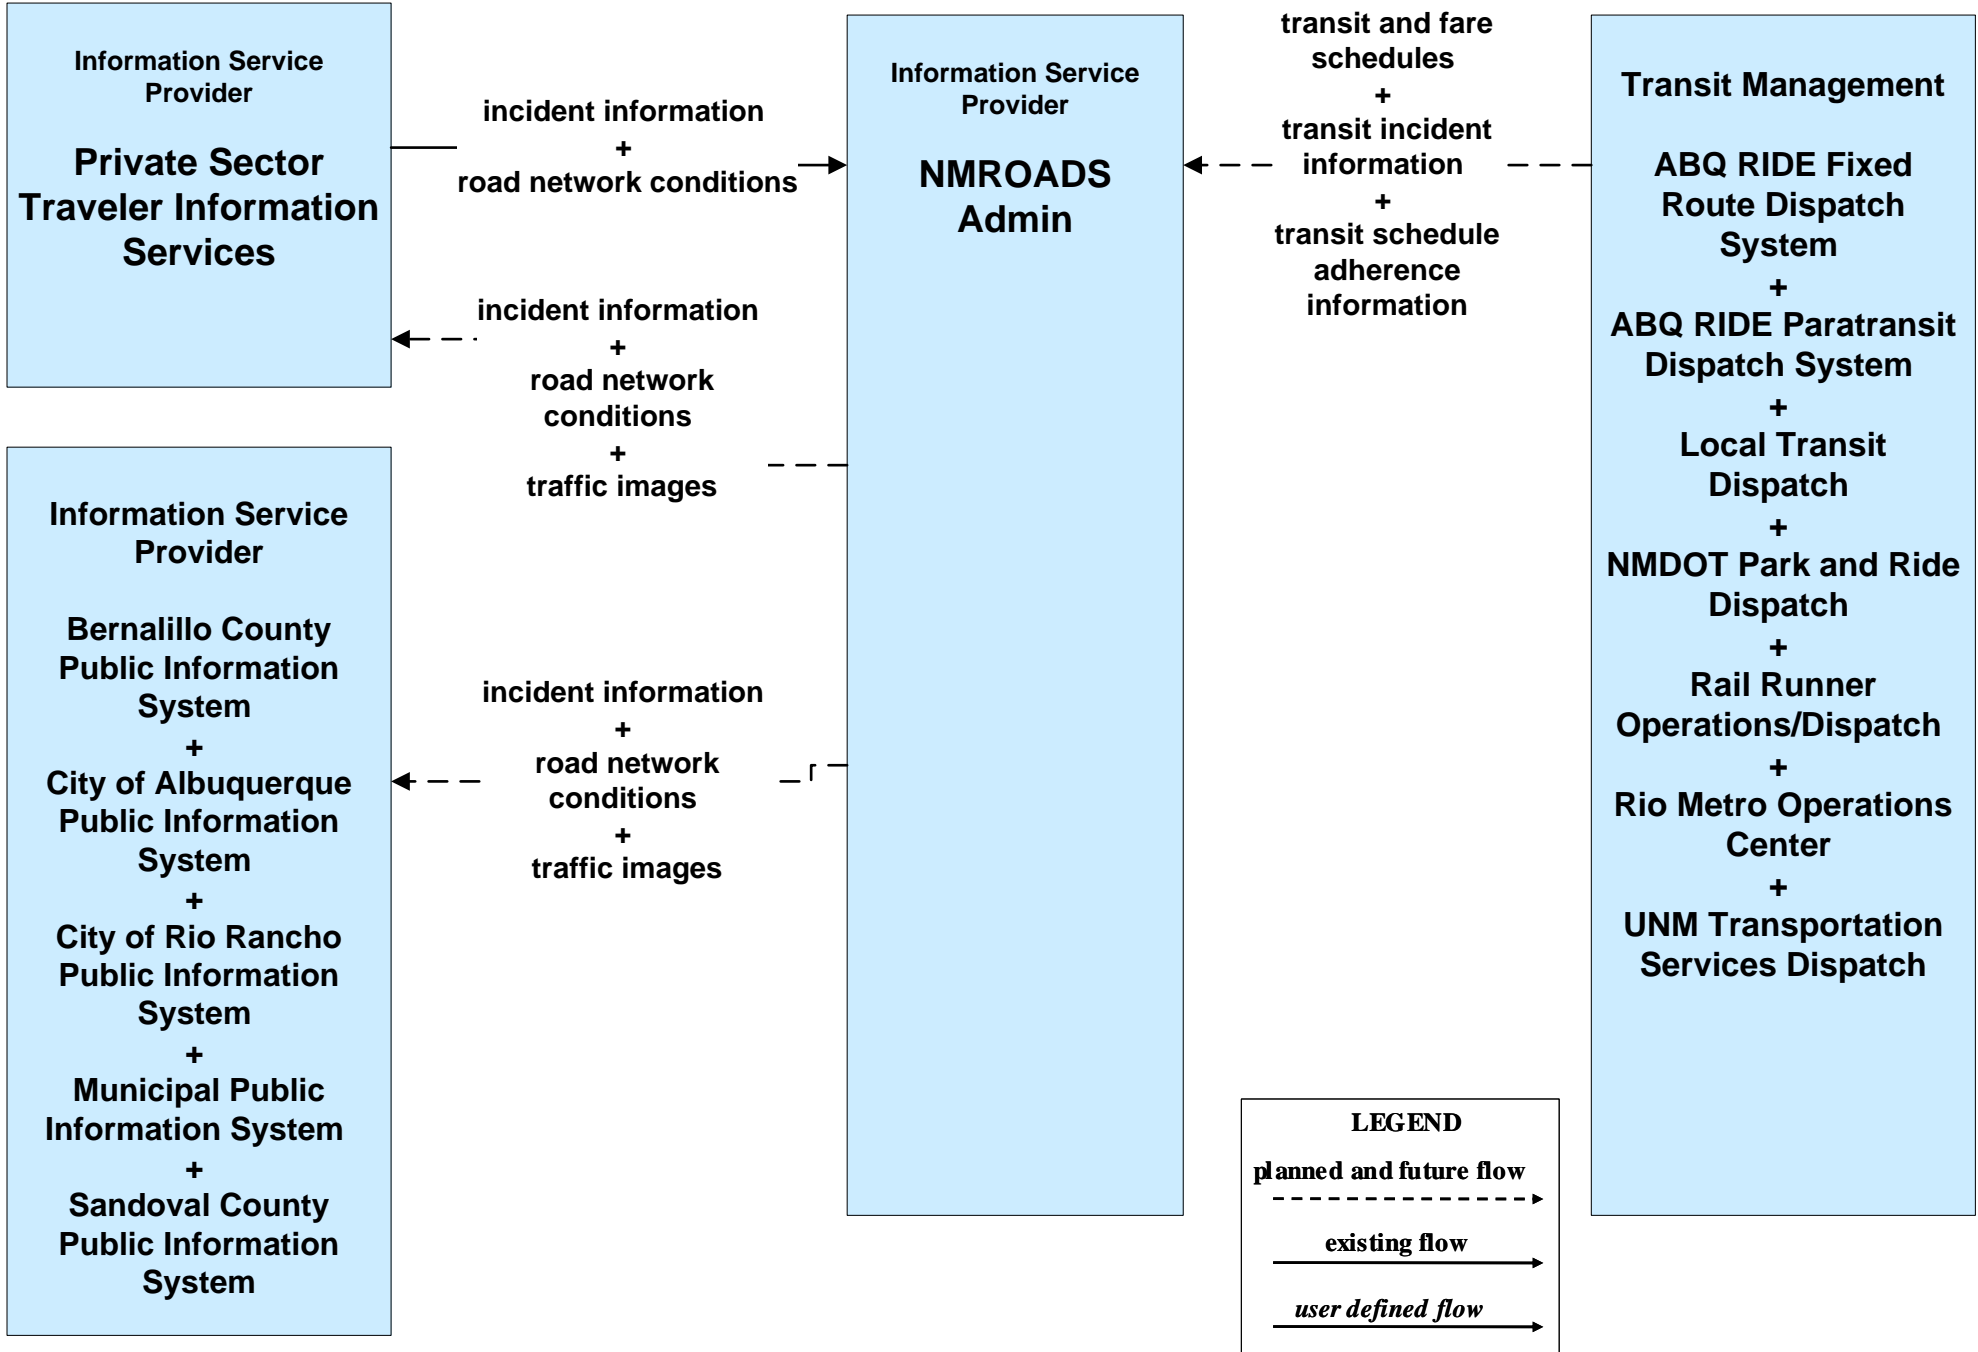 Information Service
Provider
Private Sector
Traveler Information
Services
incident information
+
road network conditions
incident information
+
road network
conditions
+
traffic images
Information Service
Provider
Bernalillo County
Public Information
System
+
City of Albuquerque
Public Information
System
+
City of Rio Rancho
Public Information
System
+
Municipal Public
Information System
+
Sandoval County
Public Information
System
incident information
+
road network
conditions
+
traffic images
Information Service
Provider
NMROADS
Admin
transit and fare
schedules
+
transit incident
information
+
transit schedule
adherence
information
Transit Management
ABQ RIDE Fixed
Route Dispatch
System
+
ABQ RIDE Paratransit
Dispatch System
+
Local Transit
Dispatch
+
NMDOT Park and Ride
Dispatch
+
Rail Runner
Operations/Dispatch
+
Rio Metro Operations
Center
+
UNM Transportation
Services Dispatch
LEGEND
planned and future flow
existing flow
user defined flow